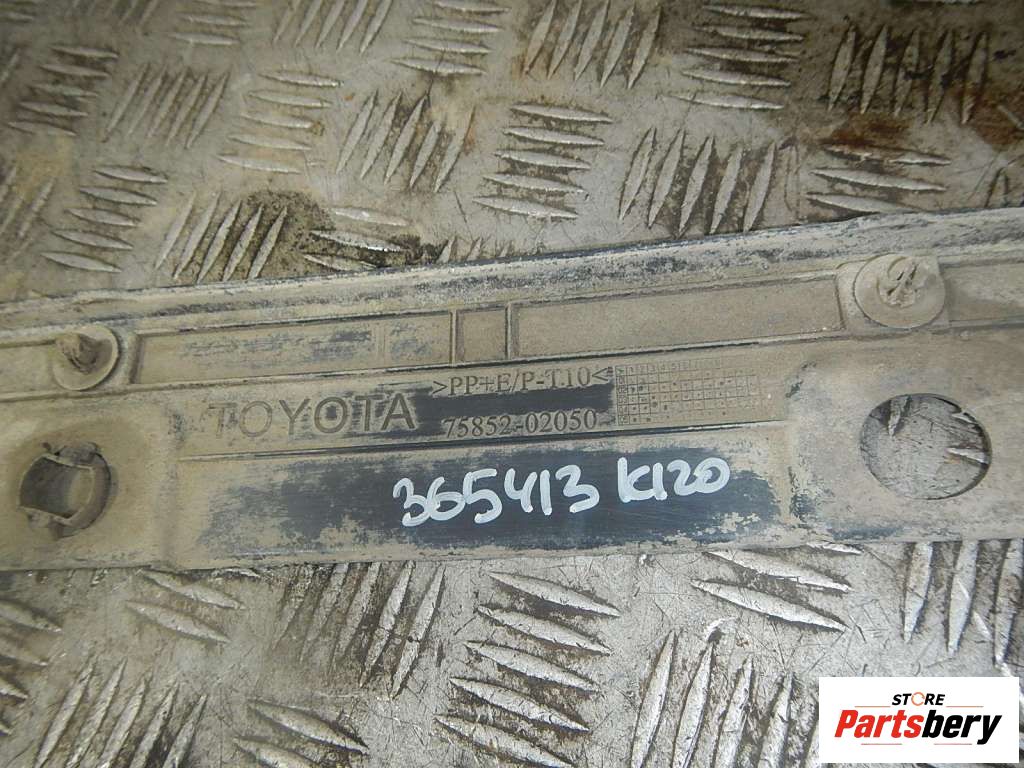 >PP+E/P-T10<
TOYOTA
75852-02050
365413 K120
STORE
Partsbery